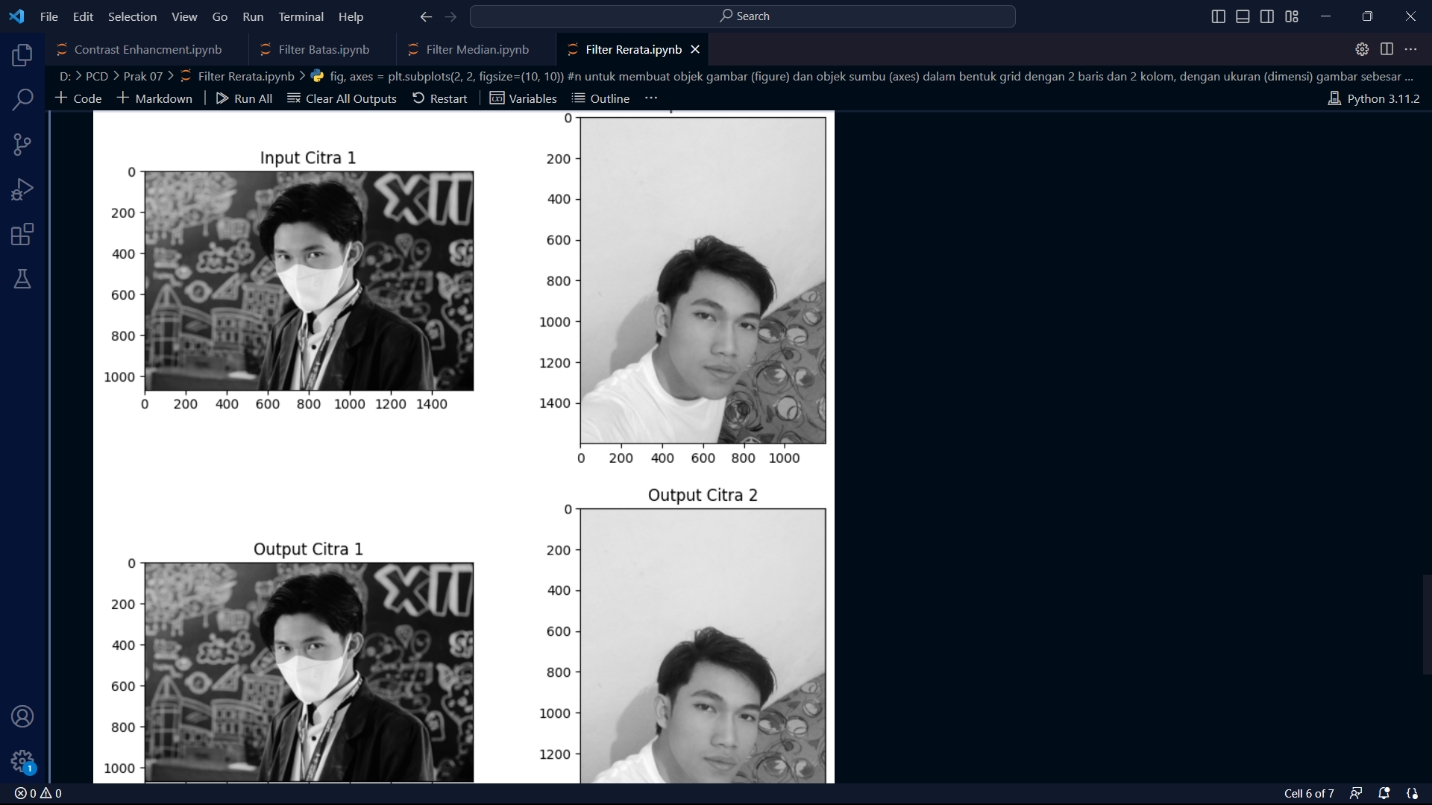 File Edit Selection View Go Run Terminal Help
Search
Contrast Enhancment.ipynb Filter Batas.ipynb Filter Median.ipynb Filter Rerata.ipynb
D: > PCD > Prak 07 > Filter Rerata.ipynb > fig, axes = plt.subplots(2, 2, figsize=(10, 10)) #n untuk membuat objek gambar (figure) dan objek sumbu (axes) dalam bentuk grid dengan 2 baris dan 2 kolom, dengan ukuran (dimensi) gambar sebesar ...
+ Code + Markdown Run All Clear All Outputs Restart Variables Outline ... Python 3.11.2
Input Citra 1
0
200
400
600
800
1000
0 200 400 600 800 1000 1200 1400
XII
0
200
400
600
800
1000
1200
1400
0 200 400 600 800 1000
Output Citra 1
0
200
400
600
800
1000
XII
Output Citra 2
0
200
400
600
800
1000
1200
1
0 0 Cell 6 of 7